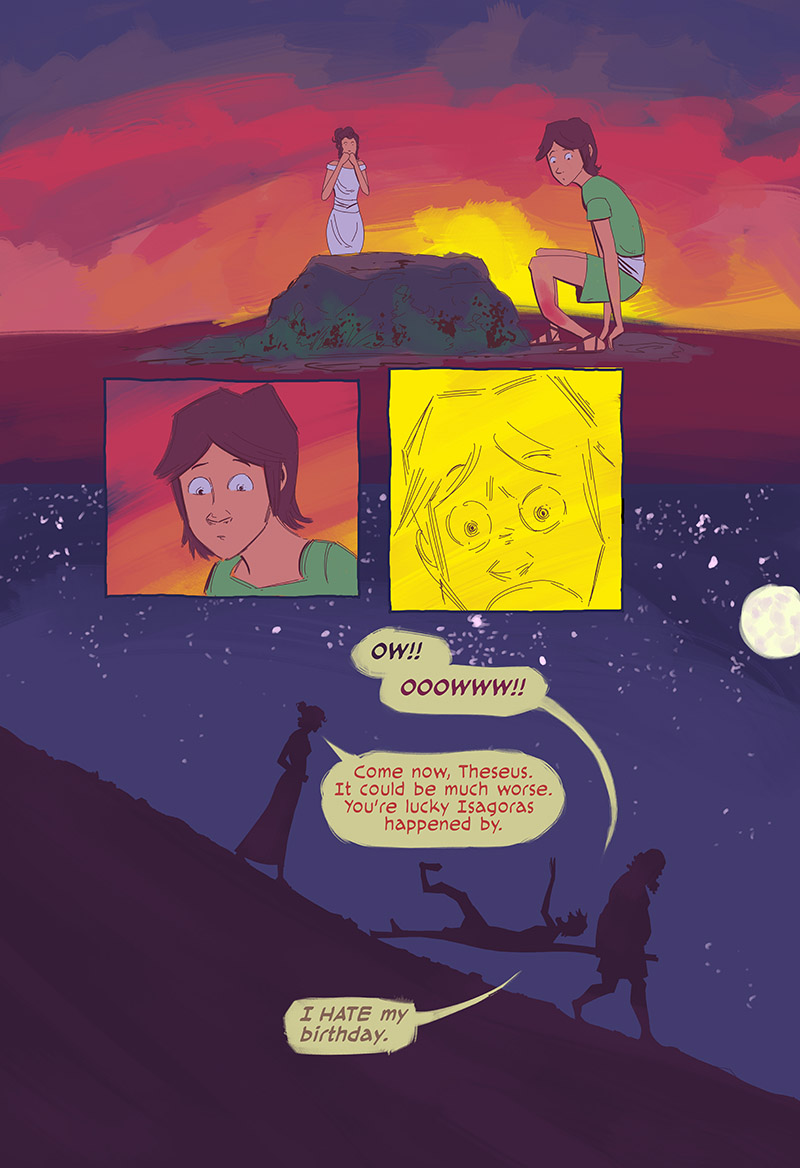 OW!!
OOOWWW!!
Come now, Theseus.
It could be much worse.
You're lucky Isagoras
happened by.
I HATE my
birthday.